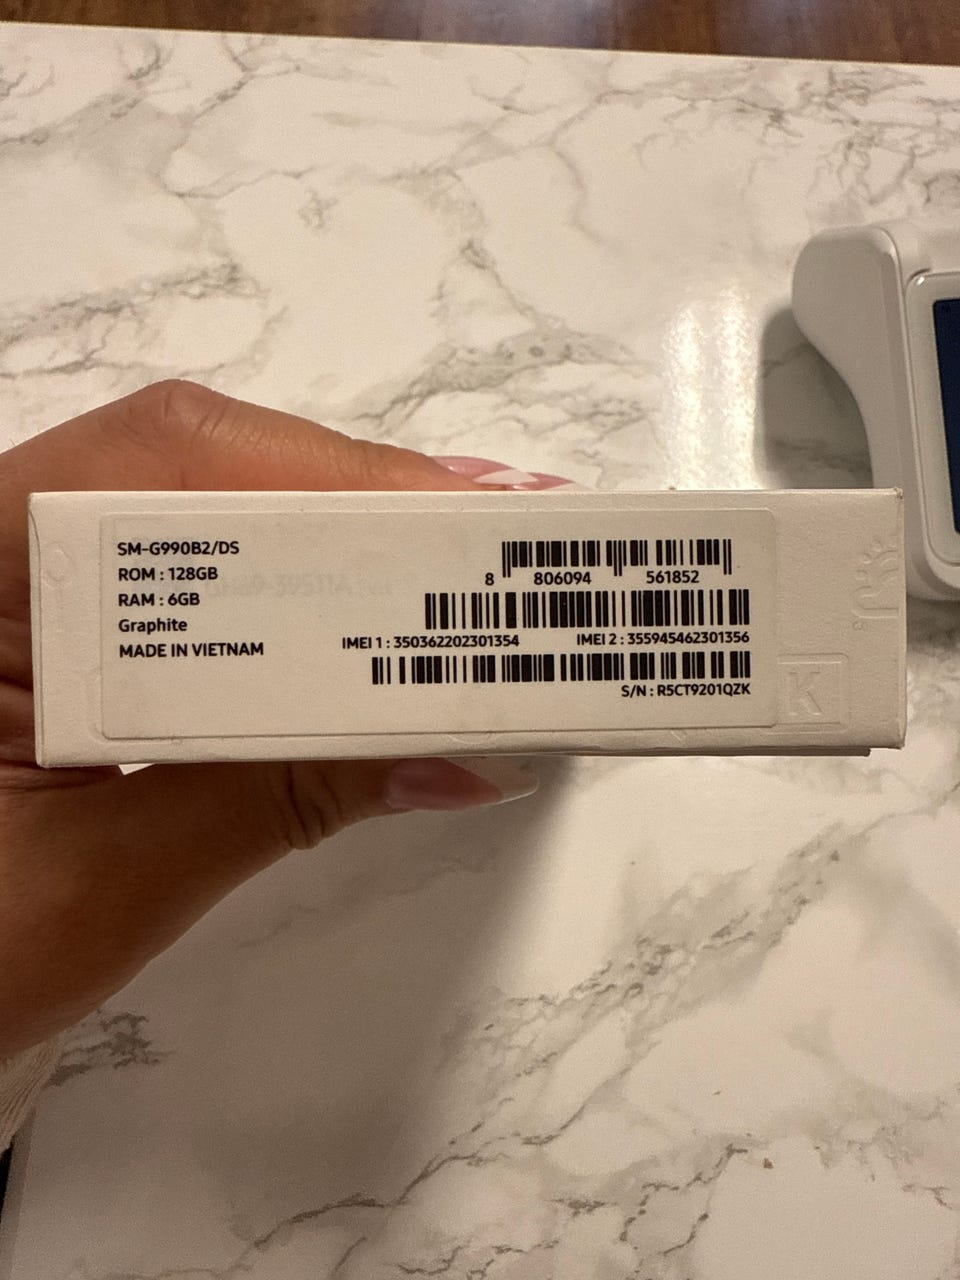 SM-G990B2/DS
ROM : 128GB
RAM : 6GB
Graphite
MADE IN VIETNAM
8 806094 561852
IMEI 1 : 350362202301354 IMEI 2 : 355945462301356
S/N : R5CT9201QZK
K